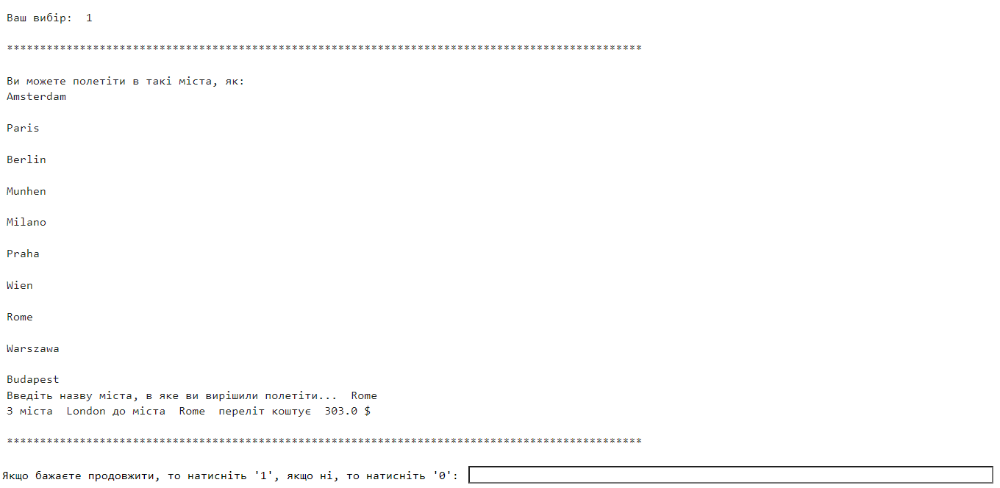 Ваш вибір:  1
************************************************************************************************
Ви можете полетіти в такі міста, як:
Amsterdam
Paris
Berlin
Munhen
Milano
Praha
Wien
Rome
Warszawa
Budapest
Введіть назву міста, в яке ви вирішили полетіти...  Rome
З міста  London до міста  Rome  переліт коштує  303.0 $
************************************************************************************************
Якщо бажаєте продовжити, то натисніть '1', якщо ні, то натисніть '0':